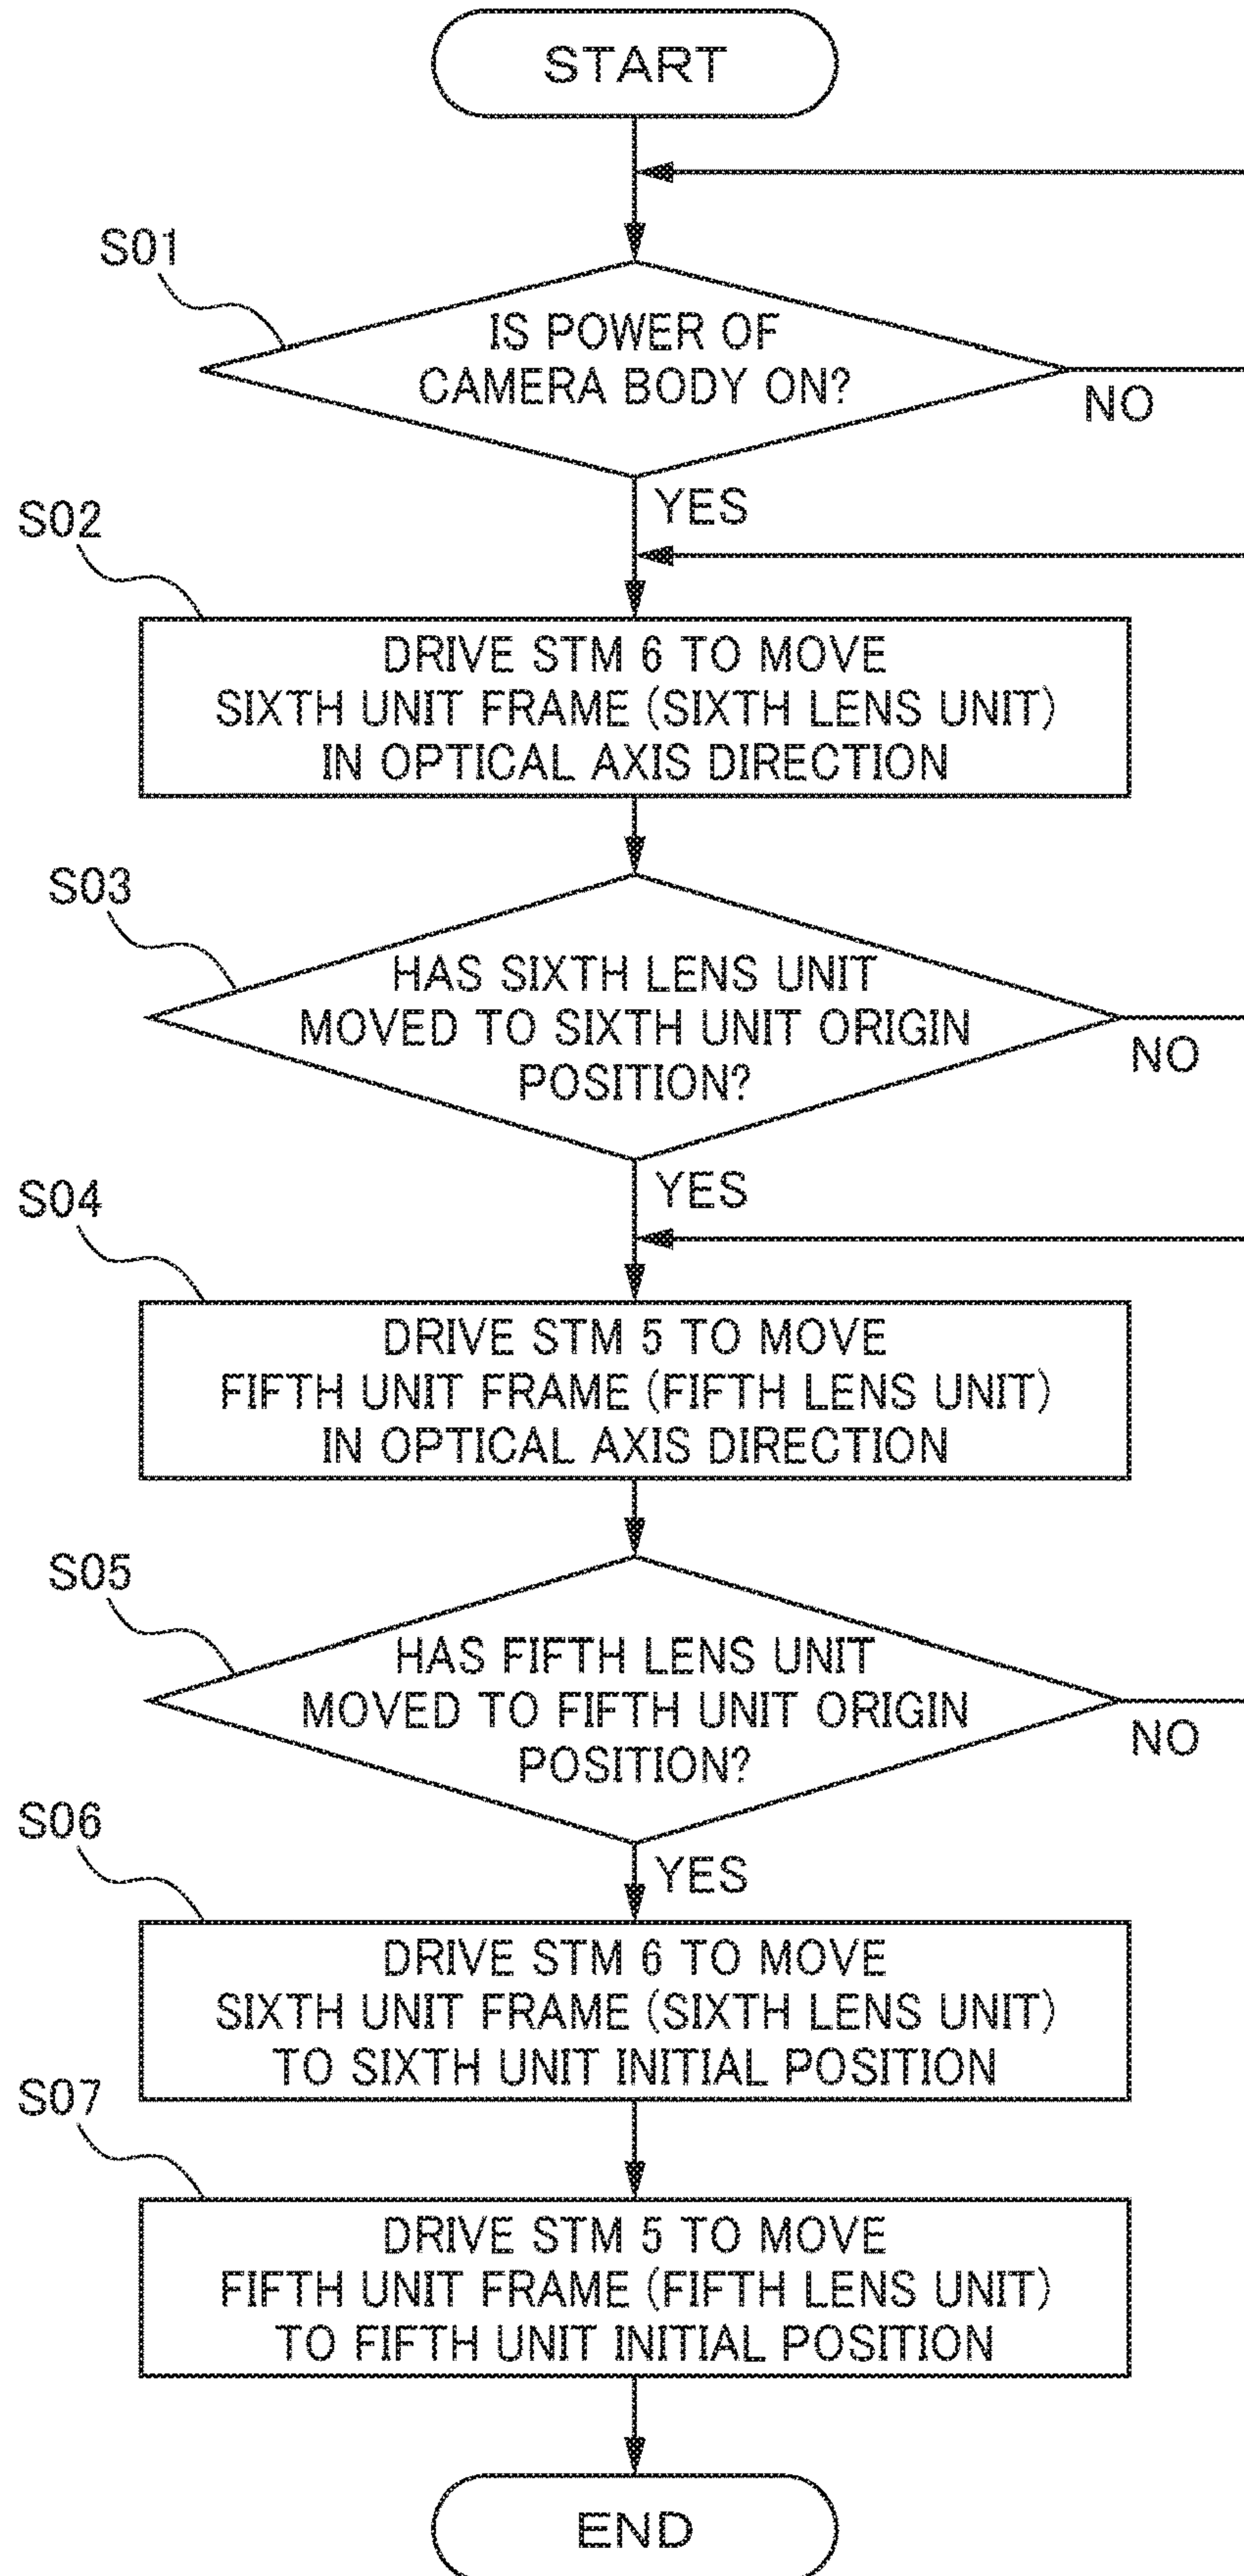 START
S01
IS POWER OF
CAMERA BODY ON?
NO
YES
S02
DRIVE STM 6 TO MOVE
SIXTH UNIT FRAME (SIXTH LENS UNIT)
IN OPTICAL AXIS DIRECTION
S03
HAS SIXTH LENS UNIT
MOVED TO SIXTH UNIT ORIGIN
POSITION?
NO
YES
S04
DRIVE STM 5 TO MOVE
FIFTH UNIT FRAME (FIFTH LENS UNIT)
IN OPTICAL AXIS DIRECTION
S05
HAS FIFTH LENS UNIT
MOVED TO FIFTH UNIT ORIGIN
POSITION?
NO
YES
S06
DRIVE STM 6 TO MOVE
SIXTH UNIT FRAME (SIXTH LENS UNIT)
TO SIXTH UNIT INITIAL POSITION
S07
DRIVE STM 5 TO MOVE
FIFTH UNIT FRAME (FIFTH LENS UNIT)
TO FIFTH UNIT INITIAL POSITION
END